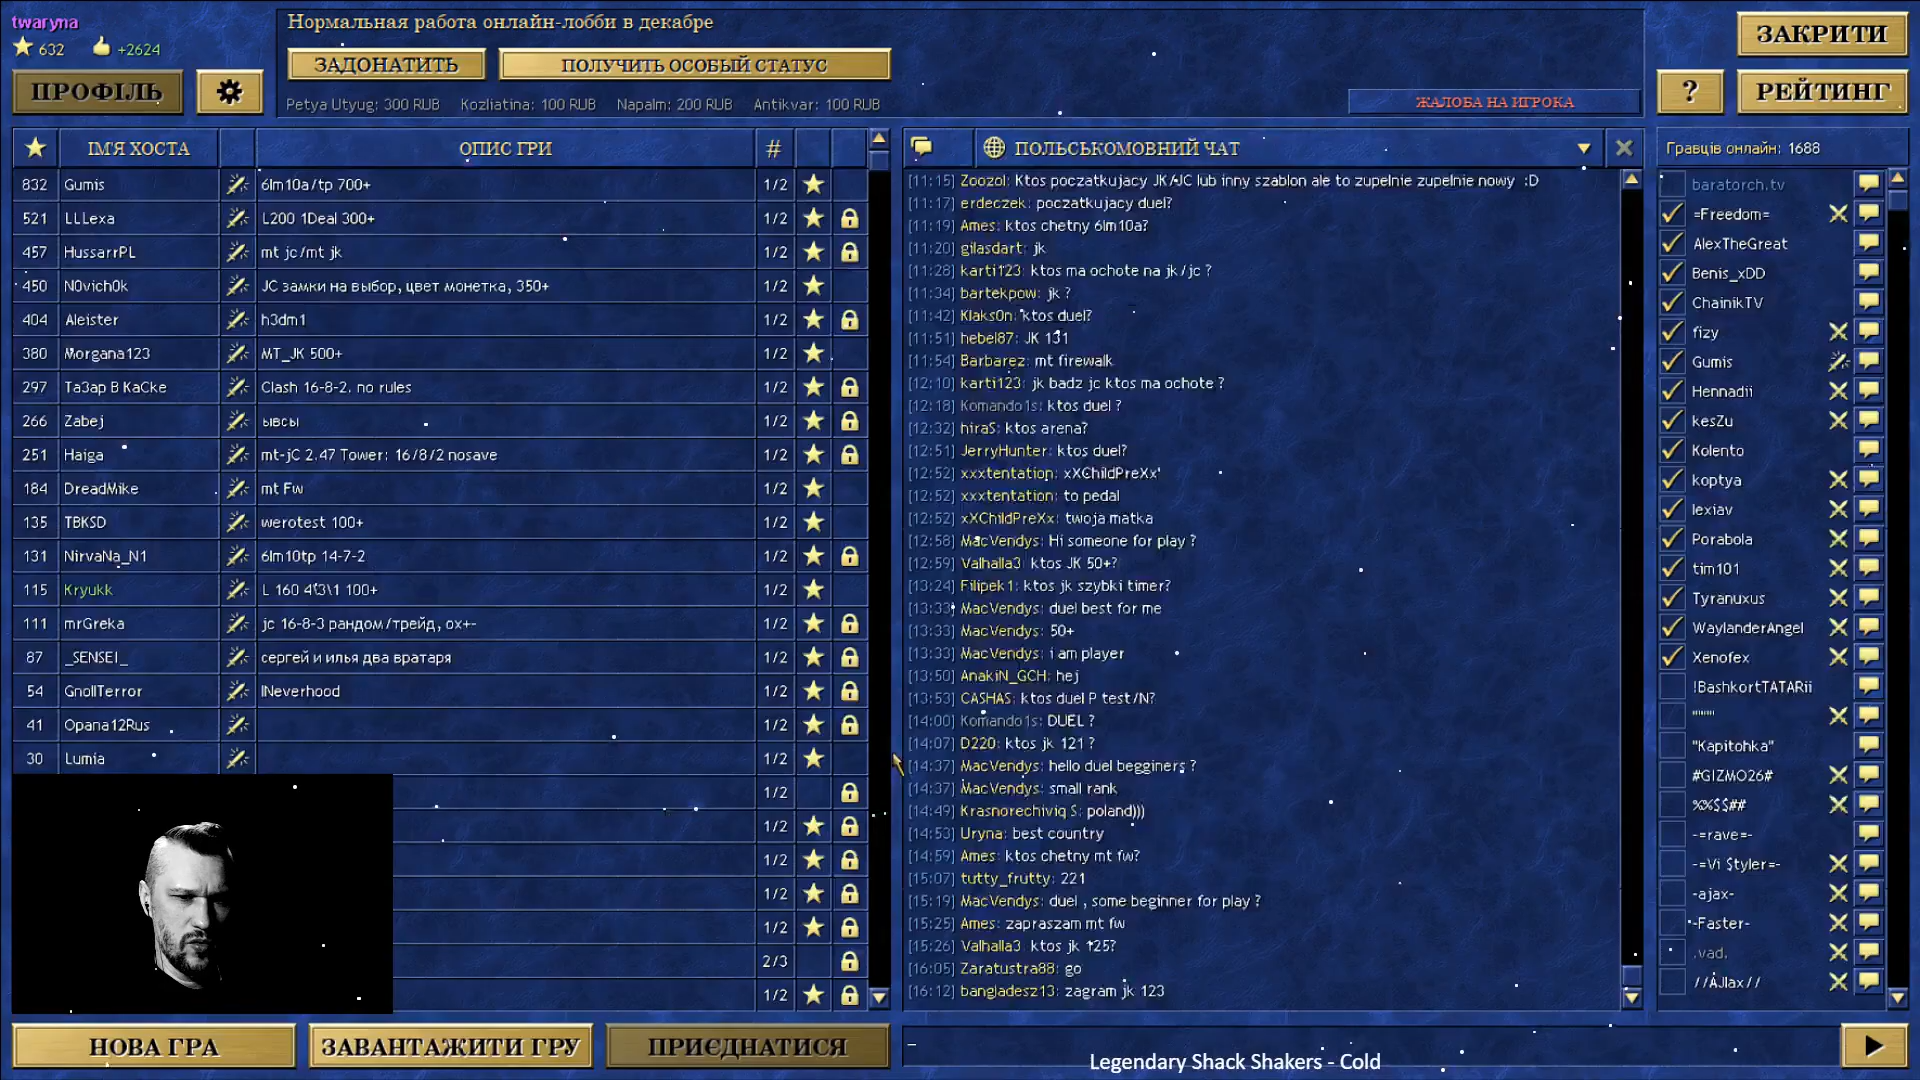 twaryna
632 +2624
ПРОФІЛЬ
Нормальная работа онлайн-лобби в декабре
ЗАДОНАТИТЬ ПОЛУЧИТЬ ОСОБЫЙ СТАТУС
Petya Utyug: 300 RUB Kozliatina: 100 RUB Napalm: 200 RUB Antikvar: 100 RUB
ЖАЛОБА НА ИГРОКА
ЗАКРИТИ
? РЕЙТИНГ
ІМ'Я ХОСТА ОПИС ГРИ #
832 Gumis 6lm10a/tp 700+ 1/2
521 LLLexa L200 1Deal 300+ 1/2
457 HussarrPL mt jc/mt jk 1/2
450 N0vich0k JC замки на выбор, цвет монетка, 350+ 1/2
404 Aleister h3dm1 1/2
380 Morgana123 MT_JK 500+ 1/2
297 Ta3ap B KaCke Clash 16-8-2. no rules 1/2
266 Zabej ывсы 1/2
251 Haiga mt-jC 2.47 Tower: 16/8/2 nosave 1/2
184 DreadMike mt Fw 1/2
135 TBKSD werotest 100+ 1/2
131 NirvaNa_N1 6lm10tp 14-7-2 1/2
115 Kryukk L 160 4\3\1 100+ 1/2
111 mrGreka jc 16-8-3 рандом/трейд, ох+- 1/2
87 _SENSEI_ сергей и илья два вратаря 1/2
54 GnollTerror INeverhood 1/2
41 Opana12Rus 1/2
30 Lumia 1/2
1/2
1/2
1/2
1/2
1/2
2/3
1/2
НОВА ГРА ЗАВАНТАЖИТИ ГРУ ПРИЄДНАТИСЯ
ПОЛЬСЬКОМОВНИЙ ЧАТ
[11:15] Zoozol: Ktos poczatkujacy JK/JC lub inny szablon ale to zupelnie zupelnie nowy :D
[11:17] erdeczek: poczatkujacy duel?
[11:19] Ames: ktos chetny 6lm10a?
[11:20] gilasdart: jk
[11:28] karti123: ktos ma ochote na jk/jc ?
[11:34] bartekpow: jk ?
[11:42] Klaks0n: ktos duel?
[11:51] hebel87: JK 131
[11:54] Barbarez: mt firewalk
[12:10] karti123: jk badz jc ktos ma ochote ?
[12:18] Komando1s: ktos duel ?
[12:32] hiraS: ktos arena?
[12:51] JerryHunter: ktos duel?
[12:52] xxxtentation: xXChildPreXx'
[12:52] xxxtentation: to pedal
[12:52] xXChildPreXx: twoja matka
[12:58] MacVendys: Hi someone for play ?
[12:59] Valhalla3: ktos JK 50+?
[13:24] Filipek1: ktos jk szybki timer?
[13:33] MacVendys: duel best for me
[13:33] MacVendys: 50+
[13:33] MacVendys: i am player
[13:50] AnakiN_GCH: hej
[13:53] CASHAS: ktos duel P test/N?
[14:00] Komando1s: DUEL ?
[14:07] D220: ktos jk 121 ?
[14:37] MacVendys: hello duel begginers ?
[14:37] MacVendys: small rank
[14:49] Krasnorechiviq S: poland)))
[14:53] Uryna: best country
[14:59] Ames: ktos chetny mt fw?
[15:07] tutty_frutty: 221
[15:19] MacVendys: duel , some beginner for play ?
[15:25] Ames: zapraszam mt fw
[15:26] Valhalla3: ktos jk 125?
[16:05] Zaratustra88: go
[16:12] bangladesz13: zagram jk 123
Legendary Shack Shakers - Cold
Гравців онлайн: 1688
baratorch.tv
=Freedom=
AlexTheGreat
Benis_xDD
ChainikTV
fizy
Gumis
Hennadii
kesZu
Kolento
koptya
lexiav
Porabola
tim101
Tyranuxus
WaylanderAngel
Xenofex
!BashkortTATARii
"Kapitohka"
#GIZMO26#
%%$$##
-=rave=-
-=Vi $tyler=-
-ajax-
-Faster-
.vad.
//AJIax//